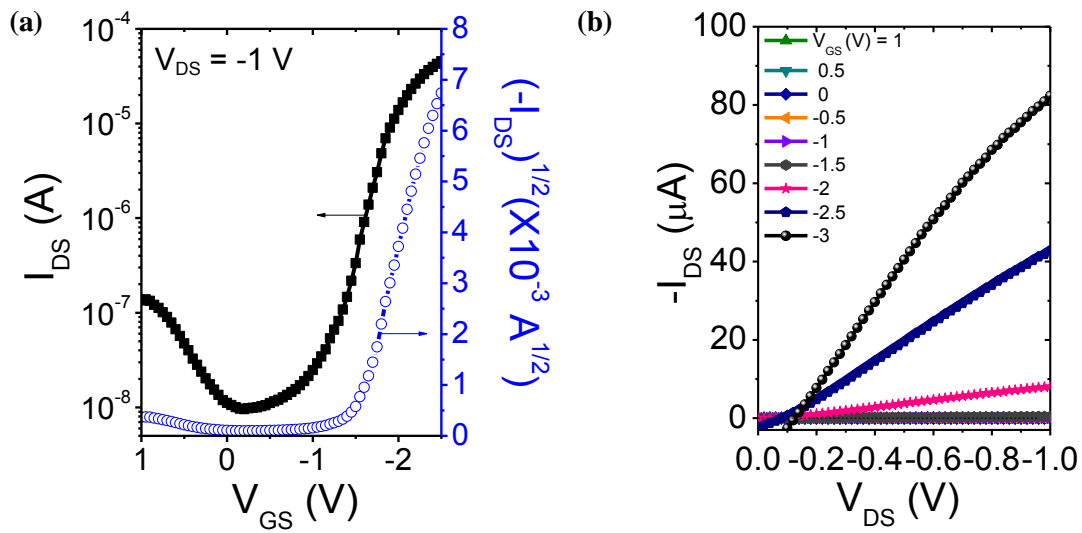 (a)
V_DS = -1 V
I_DS (A)
10^-4
10^-5
10^-6
10^-7
10^-8
1 0 -1 -2
V_GS (V)
8
7
6
5
4
3
2
1
0
(-I_DS)^1/2(X10^-3 A^1/2)
(b)
V_GS(V) = 1
0.5
0
-0.5
-1
-1.5
-2
-2.5
-3
-I_DS (μA)
100
80
60
40
20
0
0.0 -0.2 -0.4 -0.6 -0.8 -1.0
V_DS (V)